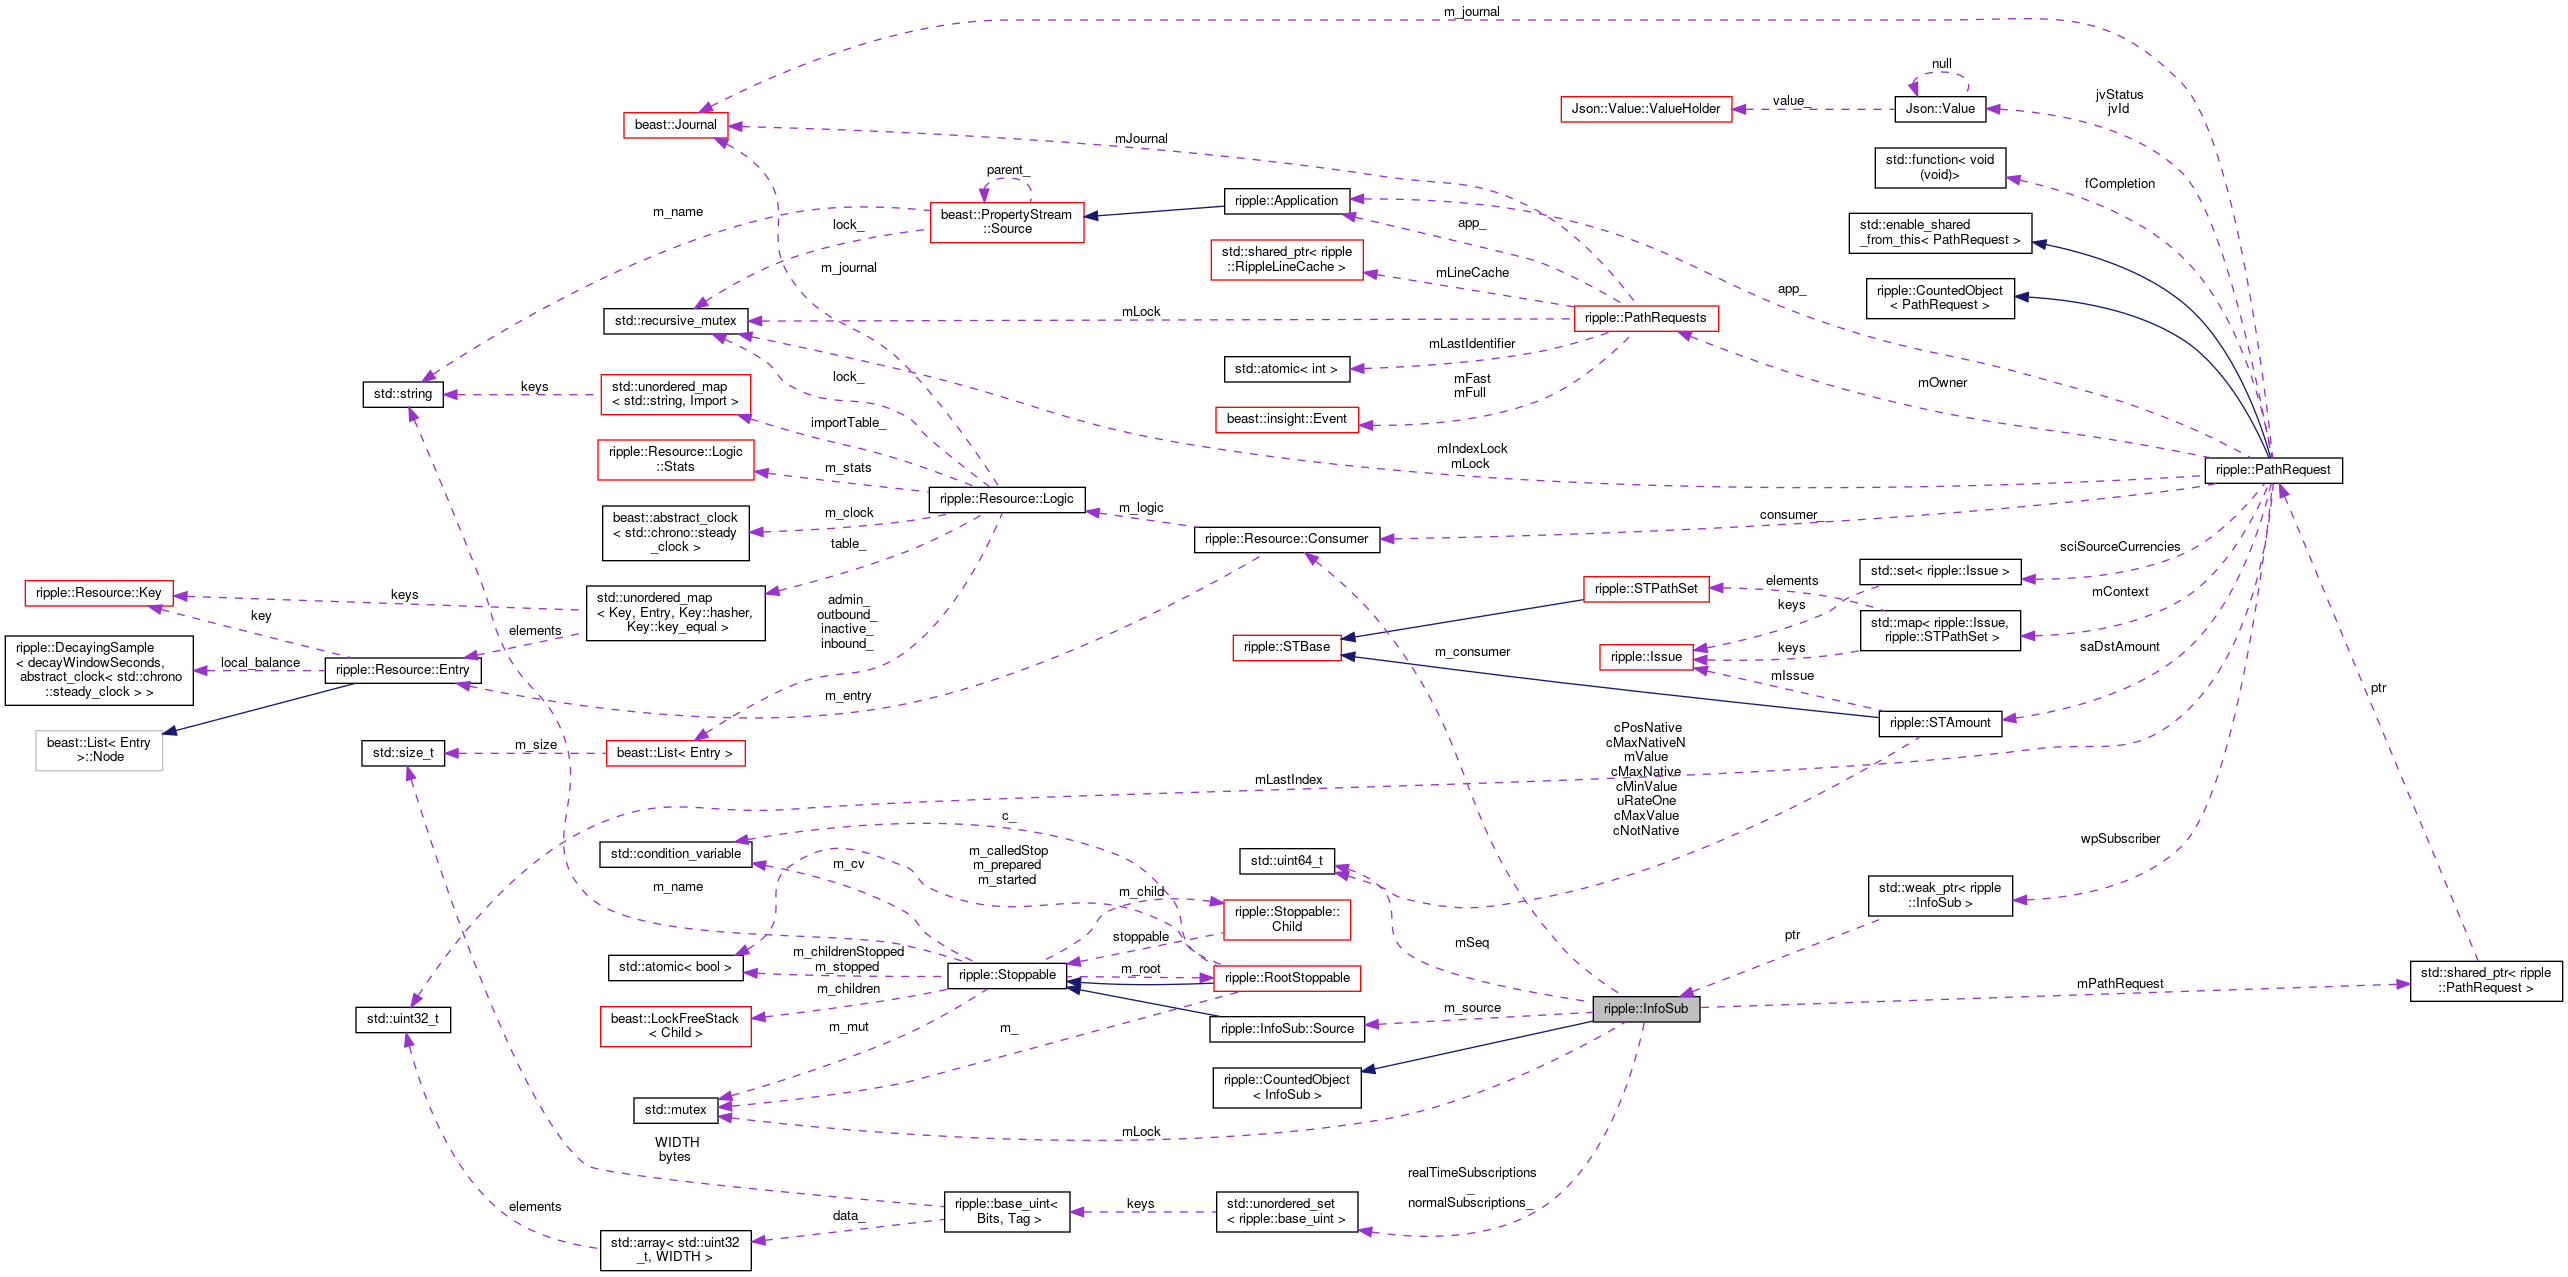 m_journal
null
jvStatus
jvId
value_
Json::Value::ValueHolder
Json::Value
beast::Journal
mJournal
std::function< void
(void)>
fCompletion
parent_
beast::PropertyStream
::Source
ripple::Application
m_name
lock_
app_
std::enable_shared
_from_this< PathRequest >
std::shared_ptr< ripple
::RippleLineCache >
mLineCache
m_journal
ripple::CountedObject
< PathRequest >
app_
std::recursive_mutex
mLock
ripple::PathRequests
mLastIdentifier
std::atomic< int >
mFast
mFull
mOwner
lock_
std::string
keys
std::unordered_map
< std::string, Import >
importTable_
beast::insight::Event
mIndexLock
mLock
ripple::Resource::Logic
::Stats
m_stats
ripple::PathRequest
ripple::Resource::Logic
m_logic
consumer_
beast::abstract_clock
< std::chrono::steady
_clock >
m_clock
ripple::Resource::Consumer
table_
sciSourceCurrencies
std::set< ripple::Issue >
ripple::Resource::Key
keys
std::unordered_map
< Key, Entry, Key::hasher,
Key::key_equal >
key
elements
admin_
outbound_
inactive_
inbound_
ripple::STPathSet
elements
keys
mContext
std::map< ripple::Issue,
ripple::STPathSet >
ripple::DecayingSample
< decayWindowSeconds,
abstract_clock< std::chrono
::steady_clock > >
local_balance
ripple::Resource::Entry
ripple::STBase
m_consumer
ripple::Issue
keys
saDstAmount
mIssue
m_entry
ripple::STAmount
beast::List< Entry
>::Node
std::size_t
m_size
beast::List< Entry >
cPosNative
cMaxNativeN
mValue
cMaxNative
cMinValue
uRateOne
cMaxValue
cNotNative
mLastIndex
c_
std::condition_variable
m_cv
m_calledStop
m_prepared
m_started
std::uint64_t
wpSubscriber
m_name
m_child
std::weak_ptr< ripple
::InfoSub >
ripple::Stoppable::
Child
stoppable
ptr
mSeq
ptr
m_childrenStopped
m_stopped
std::atomic< bool >
ripple::Stoppable
m_root
ripple::RootStoppable
mPathRequest
std::shared_ptr< ripple
::PathRequest >
m_children
beast::LockFreeStack
< Child >
std::uint32_t
m_mut
m_
ripple::InfoSub::Source
m_source
ripple::InfoSub
ripple::CountedObject
< InfoSub >
std::mutex
mLock
WIDTH
bytes
realTimeSubscriptions
_
normalSubscriptions_
elements
data_
ripple::base_uint<
Bits, Tag >
keys
std::unordered_set
< ripple::base_uint >
std::array< std::uint32
_t, WIDTH >